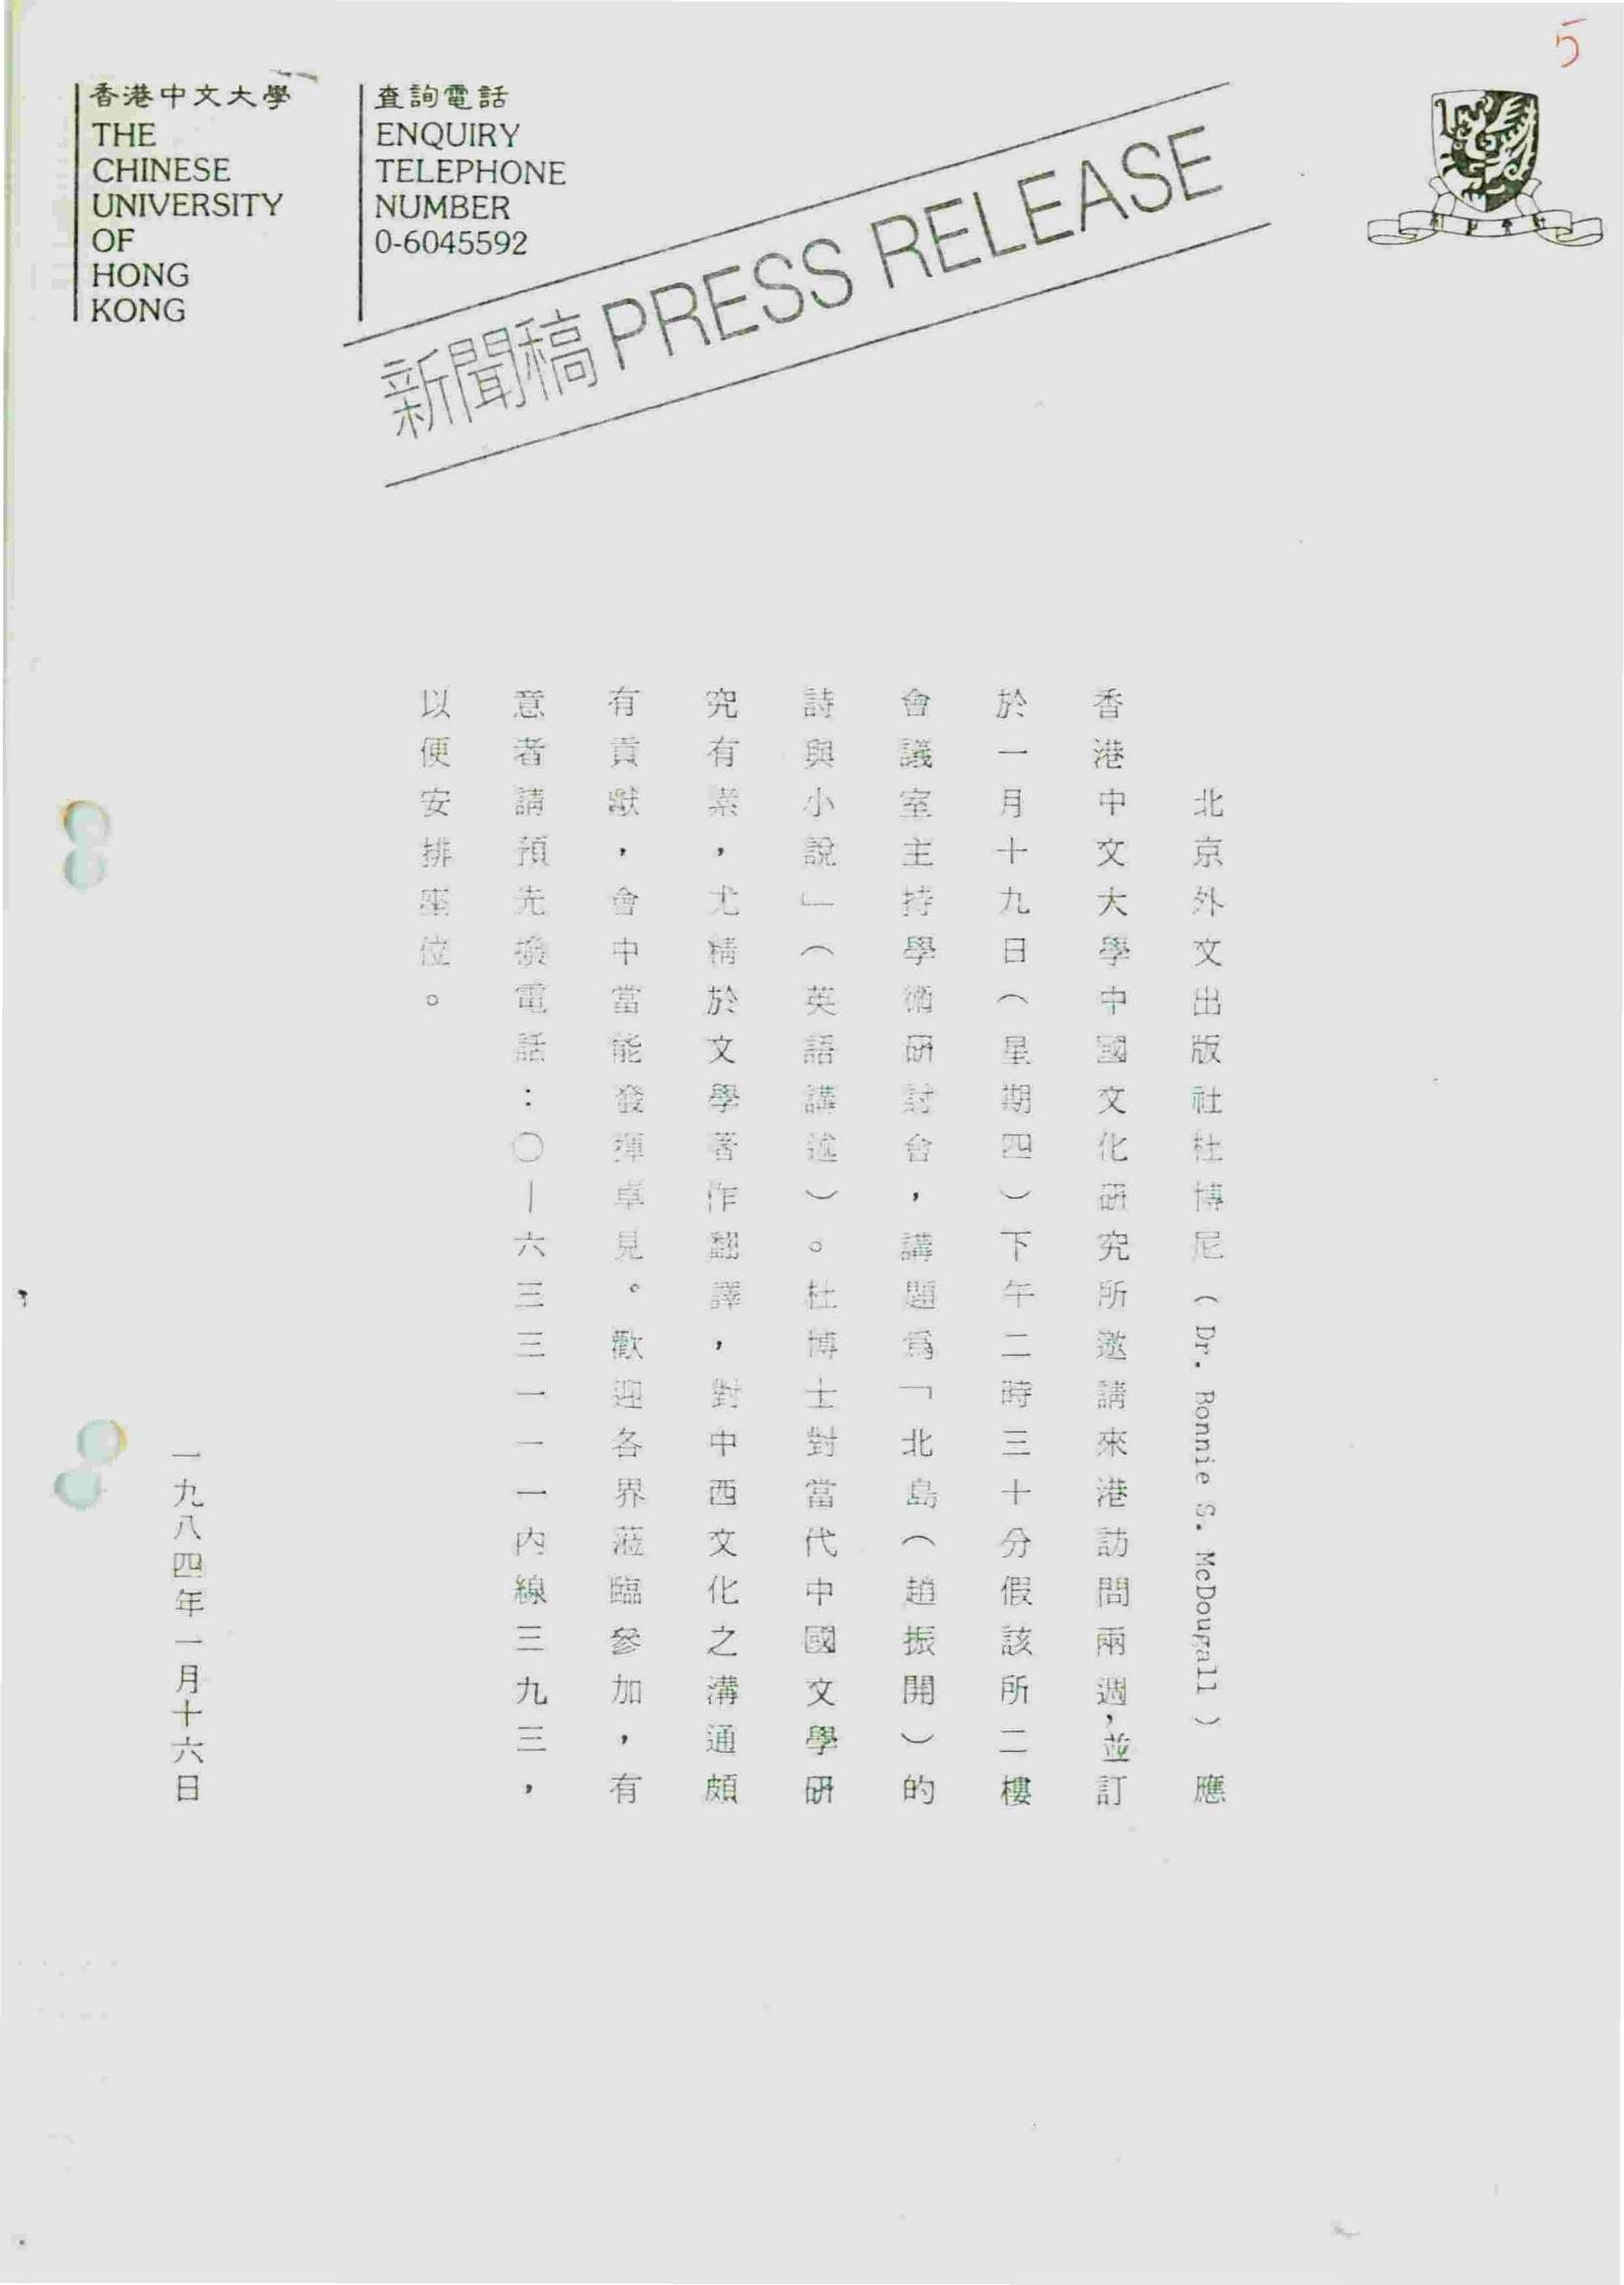 5
香港中文大學
THE
CHINESE
UNIVERSITY
OF
HONG
KONG
查詢電話
ENQUIRY
TELEPHONE
NUMBER
0-6045592
新聞稿 PRESS RELEASE
北京外文出版社杜博尼（Dr. Bonnie S. McDougall）應
香港中文大學中國文化研究所邀請來港訪問兩週，並訂
於一月十九日（星期四）下午二時三十分假該所二樓
會議室主持學術研討會，講題為「北島（趙振開）的
詩與小說」（英語講述）。杜博士對當代中國文學研
究有素，尤精於文學著作翻譯，對中西文化之溝通頗
有貢獻，會中當能發揮卓見。歡迎各界蒞臨參加，有
意者請預先撥電話：〇—六三三一一一內線三九三，
以便安排座位。
一九八四年一月十六日